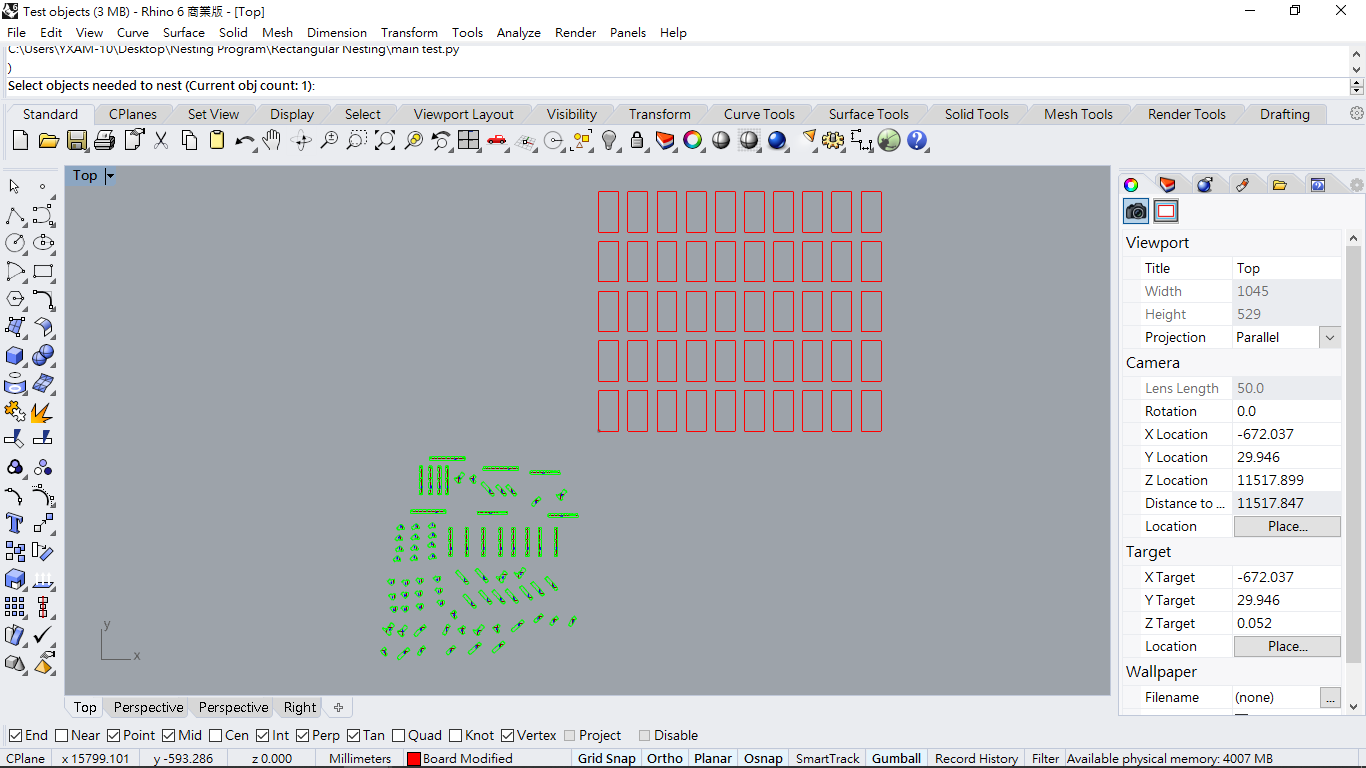 Test objects (3 MB) - Rhino 6 商業版 - [Top]
File Edit View Curve Surface Solid Mesh Dimension Transform Tools Analyze Render Panels Help
C:\Users\YXAM-10\Desktop\Nesting Program\Rectangular Nesting\main test.py
)
Select objects needed to nest (Current obj count: 1):
Standard CPlanes Set View Display Select Viewport Layout Visibility Transform Curve Tools Surface Tools Solid Tools Mesh Tools Render Tools Drafting
Top
Viewport
Title Top
Width 1045
Height 529
Projection Parallel
Camera
Lens Length 50.0
Rotation 0.0
X Location -672.037
Y Location 29.946
Z Location 11517.899
Distance to ... 11517.847
Location Place...
Target
X Target -672.037
Y Target 29.946
Z Target 0.052
Location Place...
Wallpaper
Filename (none) ...
y
x
Top Perspective Perspective Right
End Near Point Mid Cen Int Perp Tan Quad Knot Vertex Project Disable
CPlane x 15799.101 y -593.286 z 0.000 Millimeters Board Modified Grid Snap Ortho Planar Osnap SmartTrack Gumball Record History Filter Available physical memory: 4007 MB